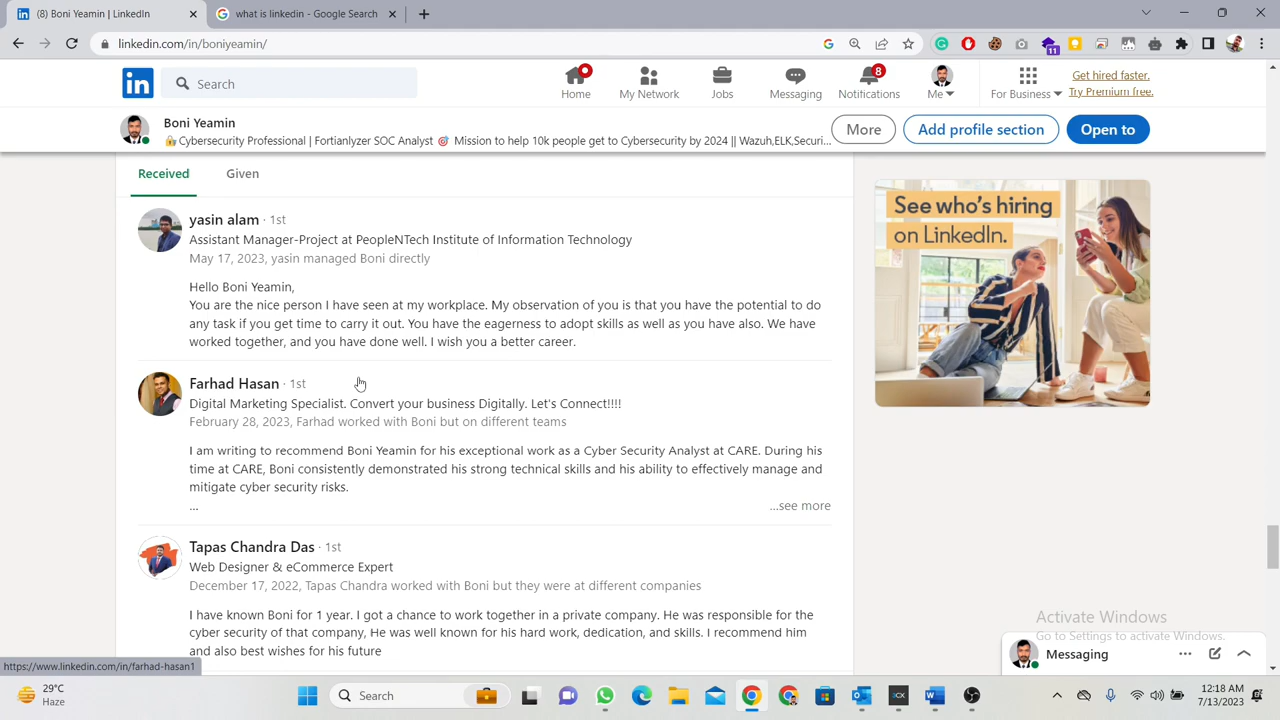 (8) Boni Yeamin | LinkedIn
what is linkedin - Google Search
linkedin.com/in/boniyeamin/
11
in
Search
Home
My Network
Jobs
Messaging
8
Notifications
Me
For Business
Get hired faster.
Try Premium free.
Boni Yeamin
Cybersecurity Professional | Fortianlyzer SOC Analyst 🎯 Mission to help 10k people get to Cybersecurity by 2024 || Wazuh,ELK,Securi...
More
Add profile section
Open to
Received
Given
yasin alam · 1st
Assistant Manager-Project at PeopleNTech Institute of Information Technology
May 17, 2023, yasin managed Boni directly
Hello Boni Yeamin,
You are the nice person I have seen at my workplace. My observation of you is that you have the potential to do
any task if you get time to carry it out. You have the eagerness to adopt skills as well as you have also. We have
worked together, and you have done well. I wish you a better career.
Farhad Hasan · 1st
Digital Marketing Specialist. Convert your business Digitally. Let's Connect!!!!
February 28, 2023, Farhad worked with Boni but on different teams
I am writing to recommend Boni Yeamin for his exceptional work as a Cyber Security Analyst at CARE. During his
time at CARE, Boni consistently demonstrated his strong technical skills and his ability to effectively manage and
mitigate cyber security risks.
...
...see more
Tapas Chandra Das · 1st
Web Designer & eCommerce Expert
December 17, 2022, Tapas Chandra worked with Boni but they were at different companies
I have known Boni for 1 year. I got a chance to work together in a private company. He was responsible for the
cyber security of that company, He was well known for his hard work, dedication, and skills. I recommend him
and also best wishes for his future
See who's hiring
on LinkedIn.
Activate Windows
Go to Settings to activate Windows.
Messaging
https://www.linkedin.com/in/farhad-hasan1
29°C
Haze
Search
12:18 AM
7/13/2023